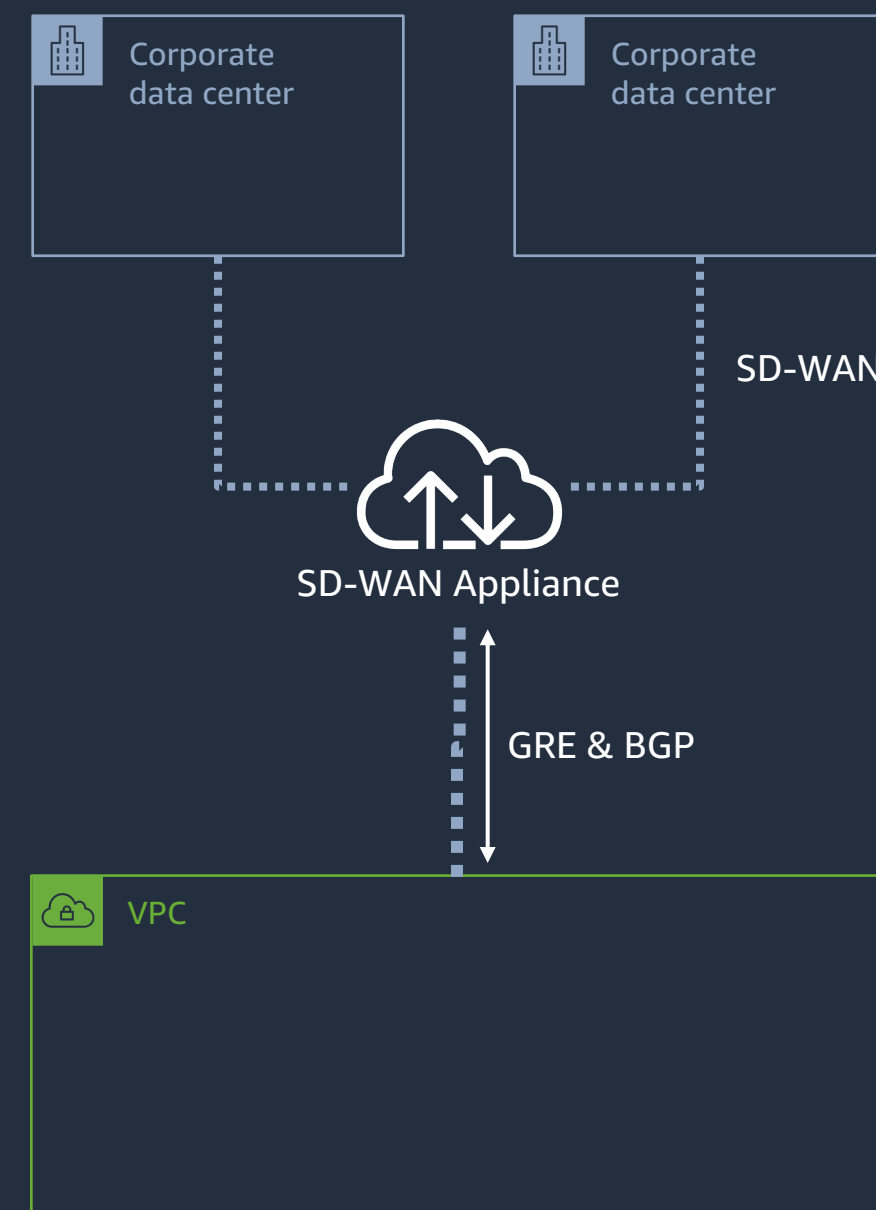 Corporate
data center
Corporate
data center
SD-WAN
SD-WAN Appliance
GRE & BGP
VPC